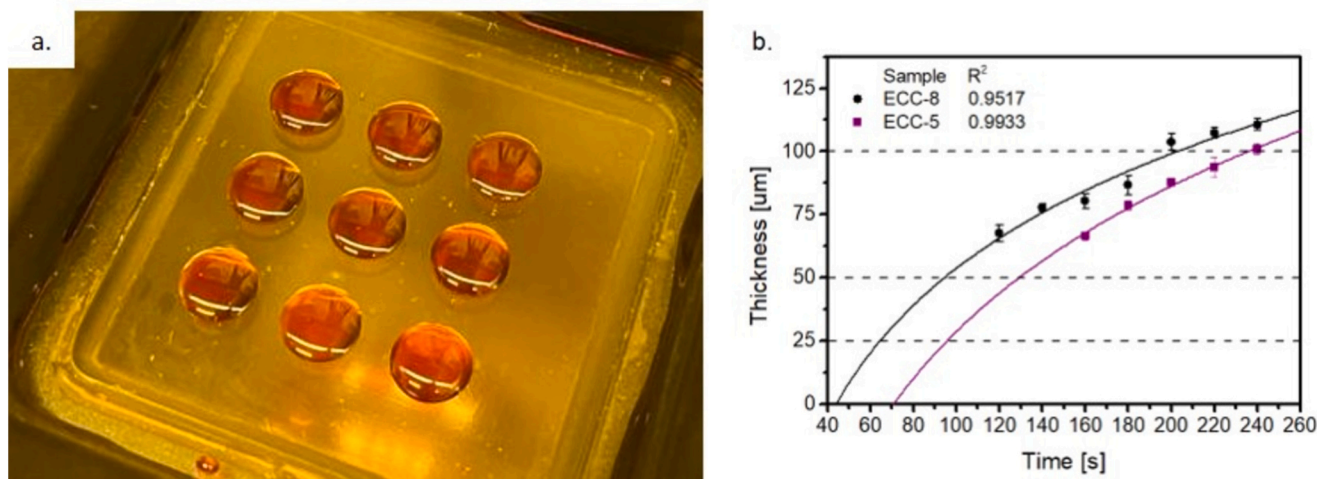 a.
b.
Sample R²
ECC-8 0.9517
ECC-5 0.9933
Thickness [um]
125
100
75
50
25
0
40 60 80 100 120 140 160 180 200 220 240 260
Time [s]